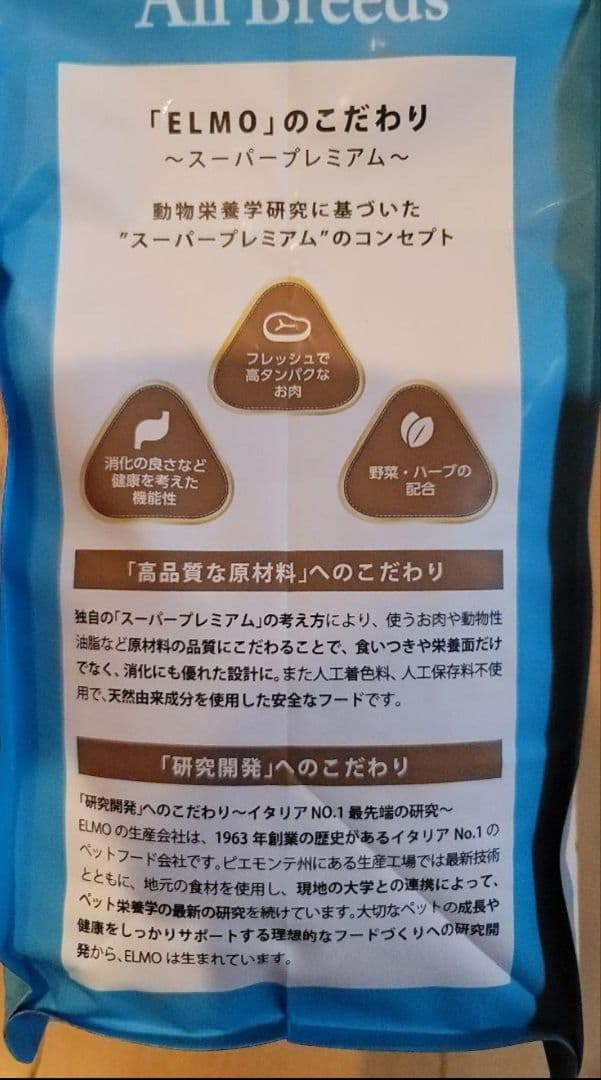 All Breeds
「ELMO」のこだわり
～スーパープレミアム～
動物栄養学研究に基づいた
”スーパープレミアム”のコンセプト
フレッシュで
高タンパクな
お肉
消化の良さなど
健康を考えた
機能性
野菜・ハーブの
配合
「高品質な原材料」へのこだわり
独自の「スーパープレミアム」の考え方により、使うお肉や動物性
油脂など原材料の品質にこだわることで、食いつきや栄養面だけ
でなく、消化にも優れた設計に。また人工着色料、人工保存料不使
用で、天然由来成分を使用した安全なフードです。
「研究開発」へのこだわり
「研究開発」へのこだわり～イタリア NO.1 最先端の研究～
ELMO の生産会社は、1963 年創業の歴史があるイタリア No.1 の
ペットフード会社です。ピエモンテ州にある生産工場では最新技術
とともに、地元の食材を使用し、現地の大学との連携によって、
ペット栄養学の最新の研究を続けています。大切なペットの成長や
健康をしっかりサポートする理想的なフードづくりへの研究開
発から、ELMO は生まれています。